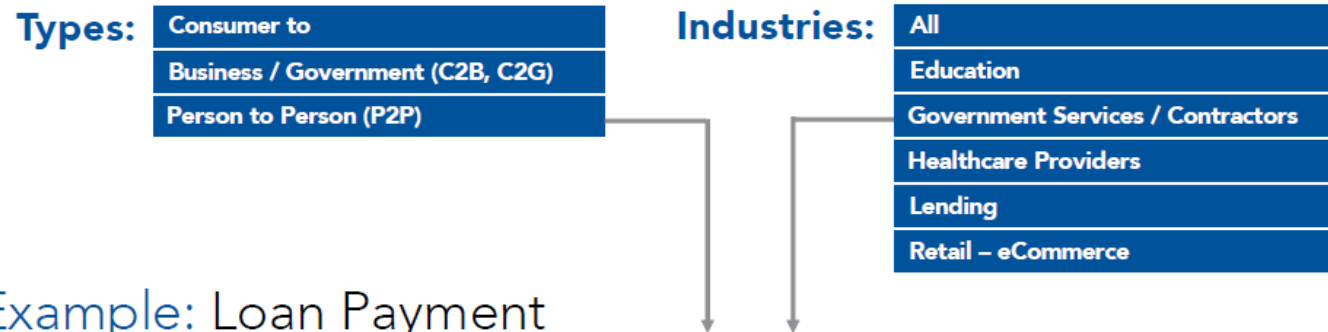 Types:
Consumer to
Business / Government (C2B, C2G)
Person to Person (P2P)
Industries:
All
Education
Government Services / Contractors
Healthcare Providers
Lending
Retail – eCommerce
Example: Loan Payment